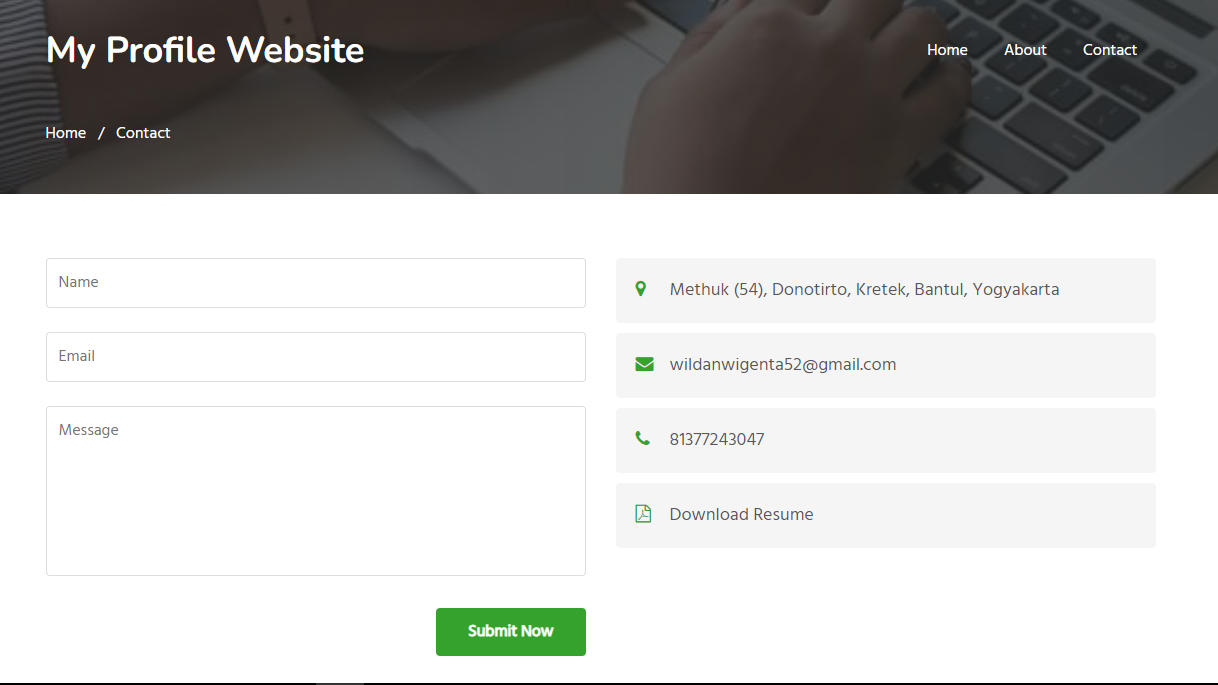 My Profile Website
Home About Contact
Home / Contact
Name
Email
Message
Submit Now
Methuk (54), Donotirto, Kretek, Bantul, Yogyakarta
wildanwigenta52@gmail.com
81377243047
Download Resume